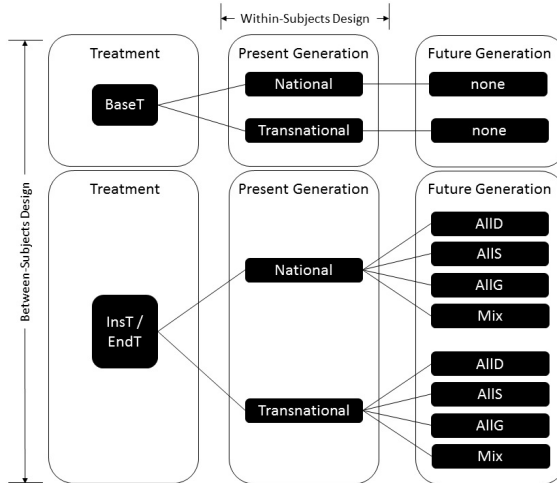 Within-Subjects Design
Between-Subjects Design
Treatment
Present Generation
Future Generation
BaseT
National
none
Transnational
none
Treatment
Present Generation
Future Generation
InsT /
EndT
National
AllD
AllS
AllG
Mix
Transnational
AllD
AllS
AllG
Mix